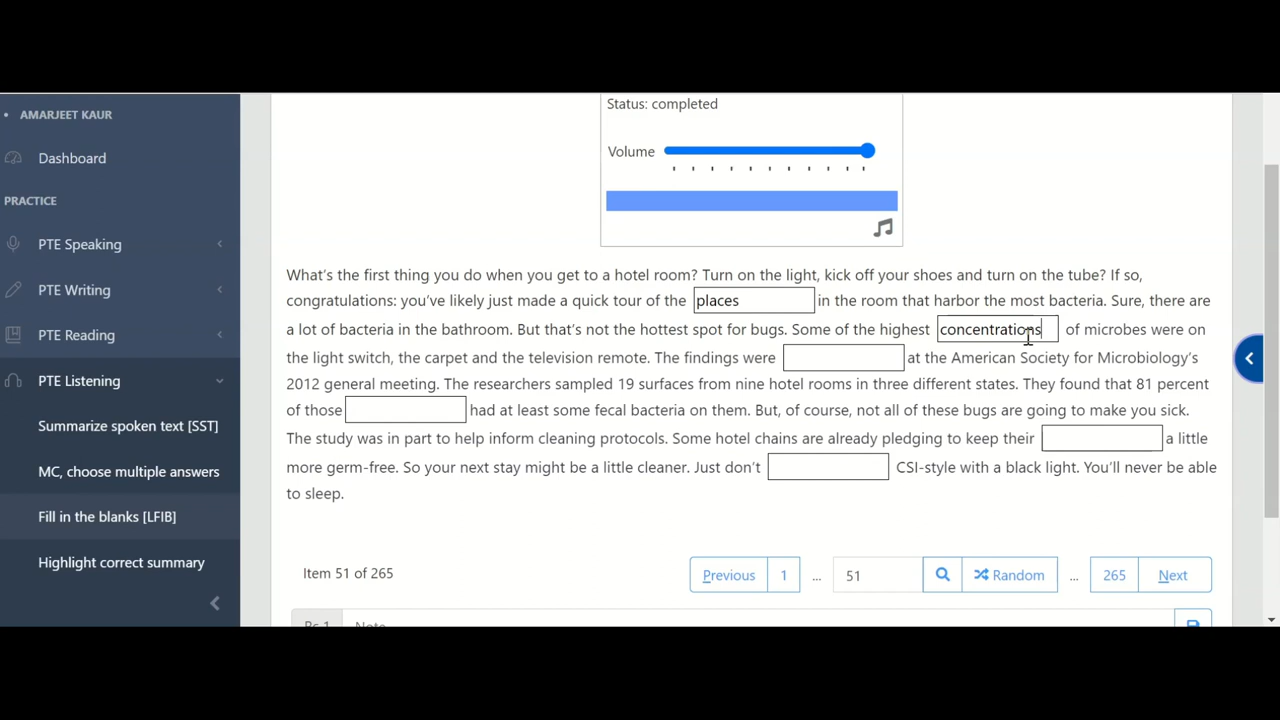 AMARJEET KAUR
Dashboard
PRACTICE
PTE Speaking
PTE Writing
PTE Reading
PTE Listening
Summarize spoken text [SST]
MC, choose multiple answers
Fill in the blanks [LFIB]
Highlight correct summary
Status: completed
Volume
What's the first thing you do when you get to a hotel room? Turn on the light, kick off your shoes and turn on the tube? If so,
congratulations: you've likely just made a quick tour of the places in the room that harbor the most bacteria. Sure, there are
a lot of bacteria in the bathroom. But that's not the hottest spot for bugs. Some of the highest concentrations of microbes were on
the light switch, the carpet and the television remote. The findings were at the American Society for Microbiology's
2012 general meeting. The researchers sampled 19 surfaces from nine hotel rooms in three different states. They found that 81 percent
of those had at least some fecal bacteria on them. But, of course, not all of these bugs are going to make you sick.
The study was in part to help inform cleaning protocols. Some hotel chains are already pledging to keep their a little
more germ-free. So your next stay might be a little cleaner. Just don't CSI-style with a black light. You'll never be able
to sleep.
Item 51 of 265
Previous 1 ... 51 Random ... 265 Next
Rs 1 Note